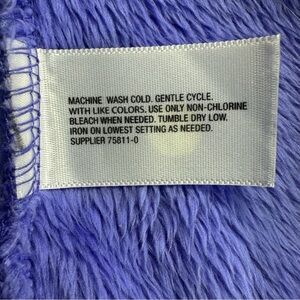 MACHINE WASH COLD. GENTLE CYCLE.
WITH LIKE COLORS. USE ONLY NON-CHLORINE
BLEACH WHEN NEEDED. TUMBLE DRY LOW.
IRON ON LOWEST SETTING AS NEEDED.
SUPPLIER 75811-0